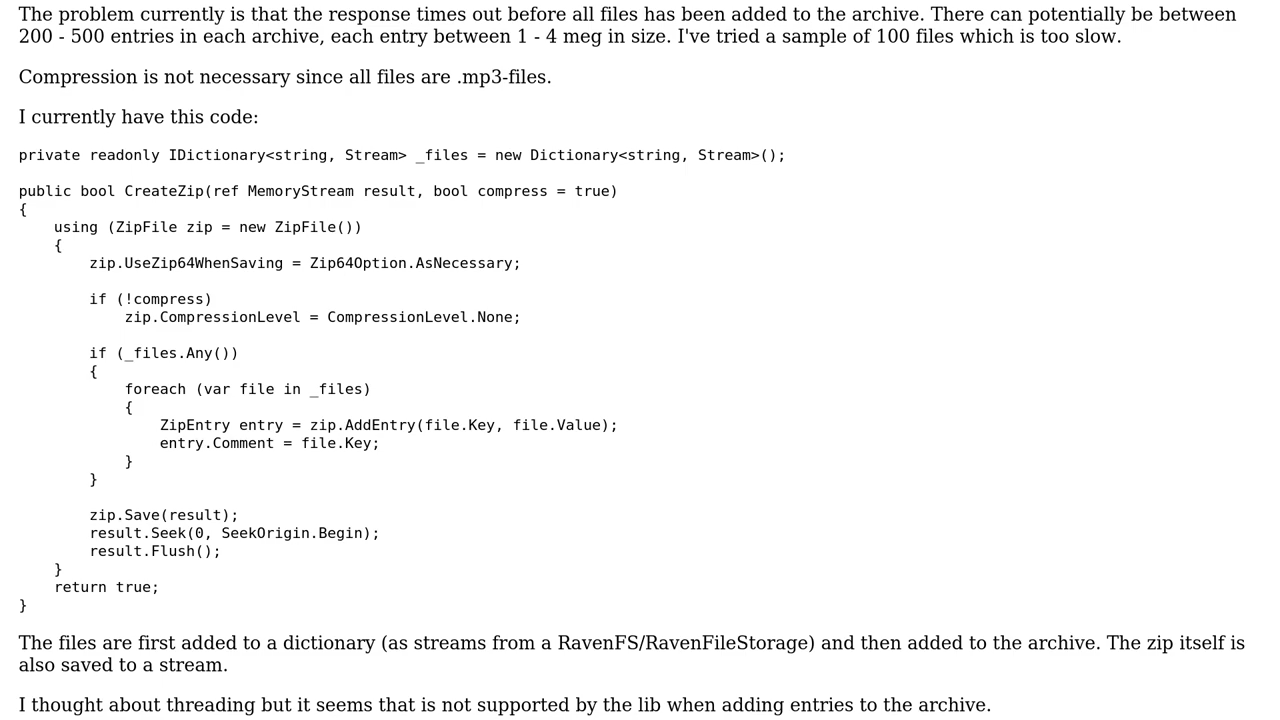 The problem currently is that the response times out before all files has been added to the archive. There can potentially be between
200 - 500 entries in each archive, each entry between 1 - 4 meg in size. I've tried a sample of 100 files which is too slow.
Compression is not necessary since all files are .mp3-files.
I currently have this code:
private readonly IDictionary<string, Stream> _files = new Dictionary<string, Stream>();
public bool CreateZip(ref MemoryStream result, bool compress = true)
{
    using (ZipFile zip = new ZipFile())
    {
        zip.UseZip64WhenSaving = Zip64Option.AsNecessary;
        if (!compress)
            zip.CompressionLevel = CompressionLevel.None;
        if (_files.Any())
        {
            foreach (var file in _files)
            {
                ZipEntry entry = zip.AddEntry(file.Key, file.Value);
                entry.Comment = file.Key;
            }
        }
        zip.Save(result);
        result.Seek(0, SeekOrigin.Begin);
        result.Flush();
    }
    return true;
}
The files are first added to a dictionary (as streams from a RavenFS/RavenFileStorage) and then added to the archive. The zip itself is
also saved to a stream.
I thought about threading but it seems that is not supported by the lib when adding entries to the archive.